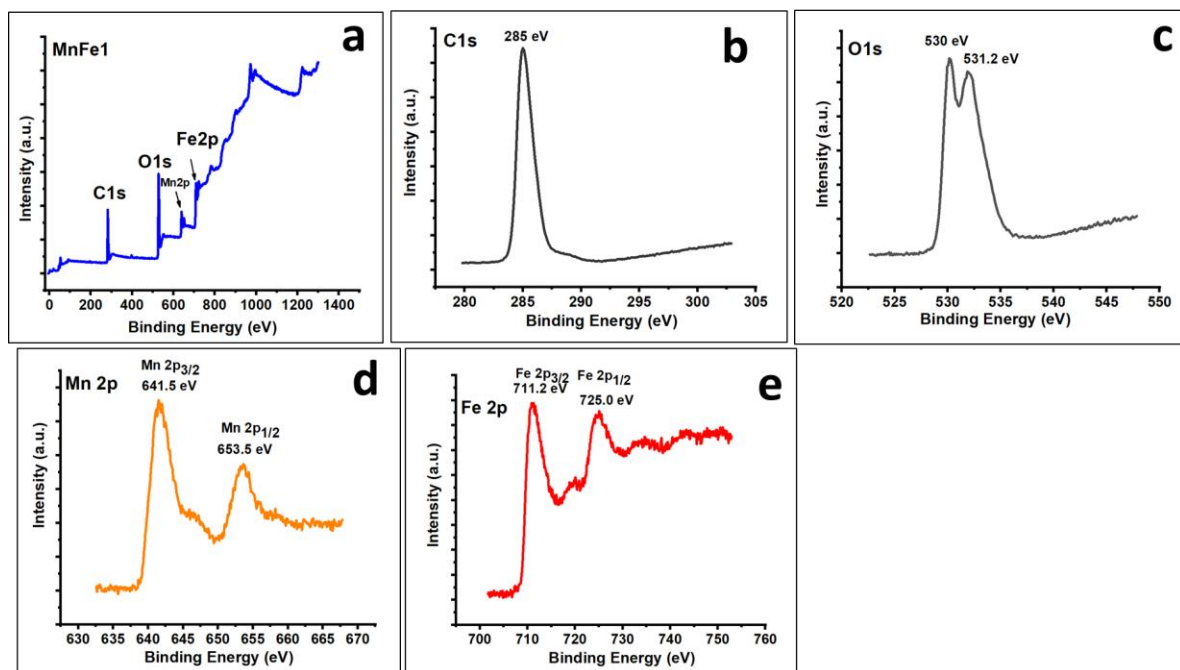 MnFe1
a
Fe2p
O1s
Mn2p
C1s
Intensity (a.u.)
0 200 400 600 800 1000 1200 1400
Binding Energy (eV)
C1s
b
285 eV
Intensity (a.u.)
280 285 290 295 300 305
Binding Energy (eV)
O1s
c
530 eV
531.2 eV
Intensity (a.u.)
520 525 530 535 540 545 550
Binding Energy (eV)
Mn 2p
d
Mn 2p3/2
641.5 eV
Mn 2p1/2
653.5 eV
Intensity (a.u.)
630 635 640 645 650 655 660 665 670
Binding Energy (eV)
Fe 2p
e
Fe 2p3/2
711.2 eV
Fe 2p1/2
725.0 eV
Intensity (a.u.)
700 710 720 730 740 750 760
Binding Energy (eV)